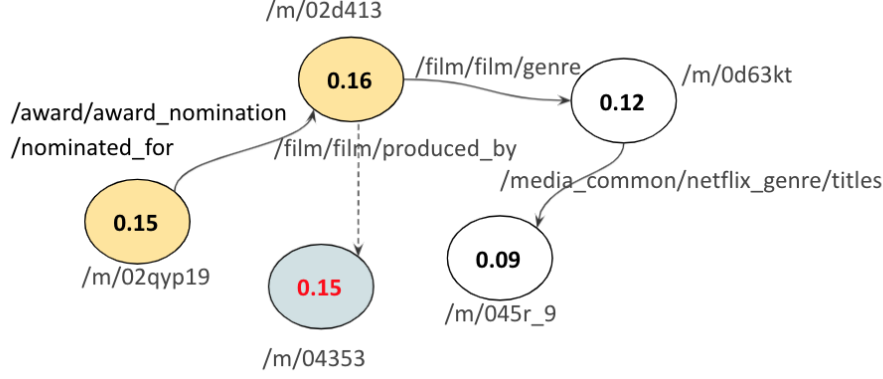 /m/02d413
0.16
/film/film/genre
0.12
/m/0d63kt
/award/award_nomination
/nominated_for
/film/film/produced_by
/media_common/netflix_genre/titles
0.15
/m/02qyp19
0.15
/m/04353
0.09
/m/045r_9